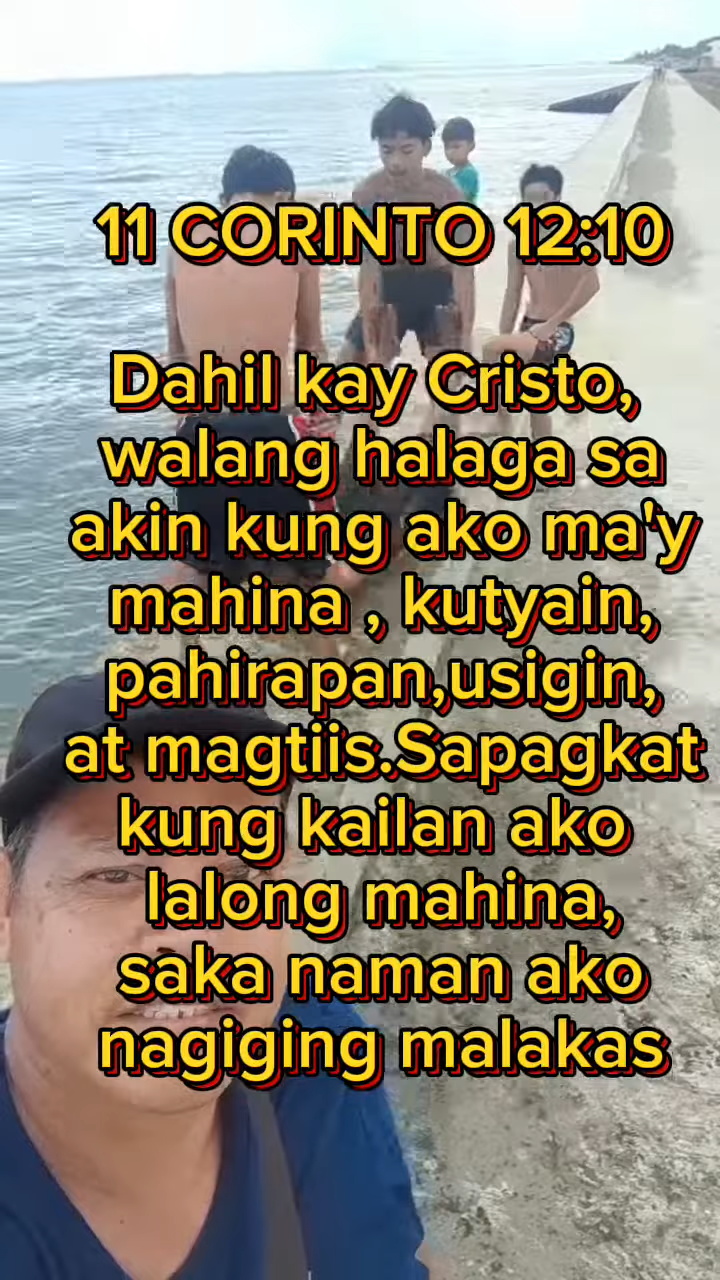 11 CORINTO 12:10
Dahil kay Cristo,
walang halaga sa
akin kung ako ma'y
mahina , kutyain,
pahirapan,usigin,
at magtiis.Sapagkat
kung kailan ako
lalong mahina,
saka naman ako
nagiging malakas